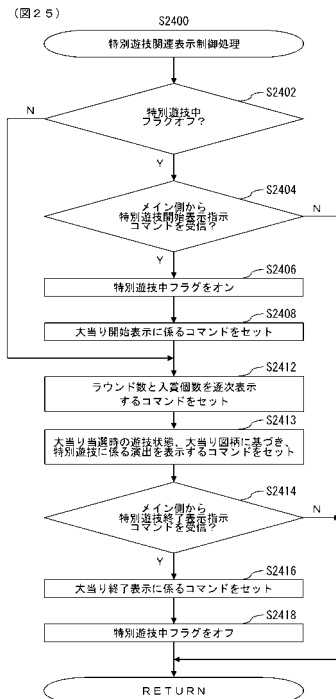 (図25)
S2400
特別遊技関連表示制御処理
S2402
特別遊技中
フラグオフ?
N
Y
S2404
メイン側から
特別遊技開始表示指示
コマンドを受信?
N
Y
S2406
特別遊技中フラグをオン
S2408
大当り開始表示に係るコマンドをセット
S2412
ラウンド数と入賞個数を逐次表示
するコマンドをセット
S2413
大当り当選時の遊技状態、大当り図柄に基づき、
特別遊技に係る演出を表示するコマンドをセット
S2414
メイン側から
特別遊技終了表示指示
コマンドを受信?
N
Y
S2416
大当り終了表示に係るコマンドをセット
S2418
特別遊技中フラグをオフ
RETURN